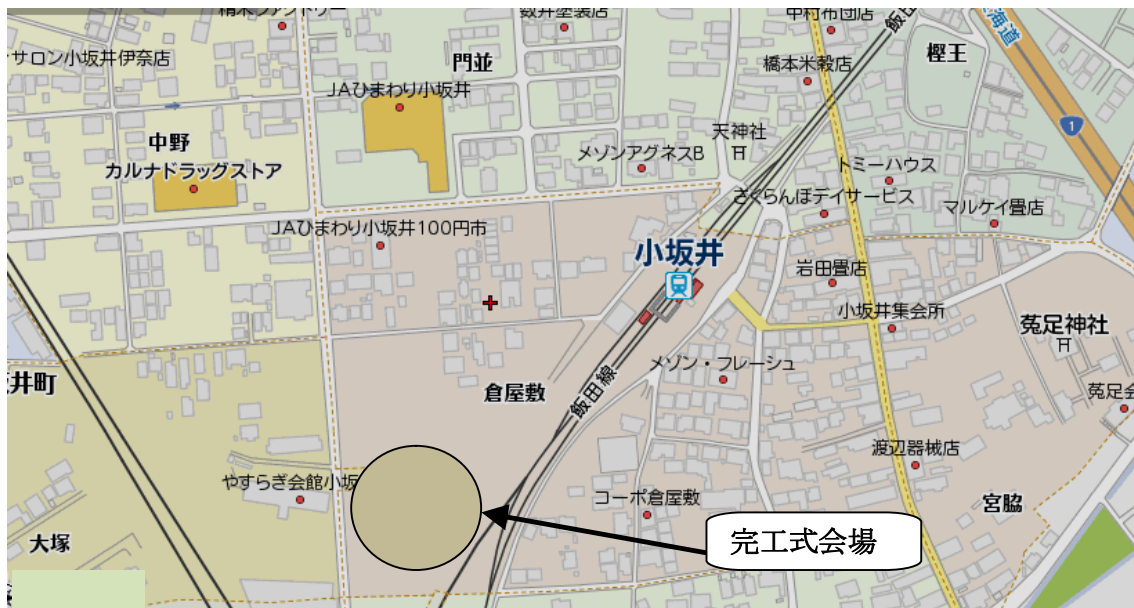 数井塗装店
中村布団店
サロン小坂井伊奈店
門並
橋本米穀店
樫王
海道
飯田
JAひまわり小坂井
1
天神社
中野
カルナドラッグストア
メゾンアグネスB
トミーハウス
さくらんぼデイサービス
マルケイ畳店
JAひまわり小坂井100円市
小坂井
岩田畳店
小坂井集会所
菟足神社
メゾン・フレーシュ
井町
倉屋敷
飯田線
菟足会
渡辺器械店
やすらぎ会館小坂
コーポ倉屋敷
宮脇
完工式会場
大塚